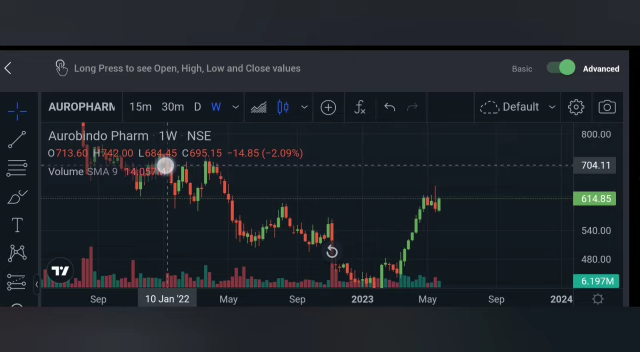 Long Press to see Open, High, Low and Close values
Basic
Advanced
AUROPHARM
15m 30m D W
Default
Aurobindo Pharm · 1W · NSE
O713.60 H742.00 L684.45 C695.15 -14.85 (-2.09%)
Volume SMA 9 14.057M
800.00
704.11
614.85
540.00
480.00
6.197M
Sep 10 Jan '22 May Sep 2023 May Sep 2024